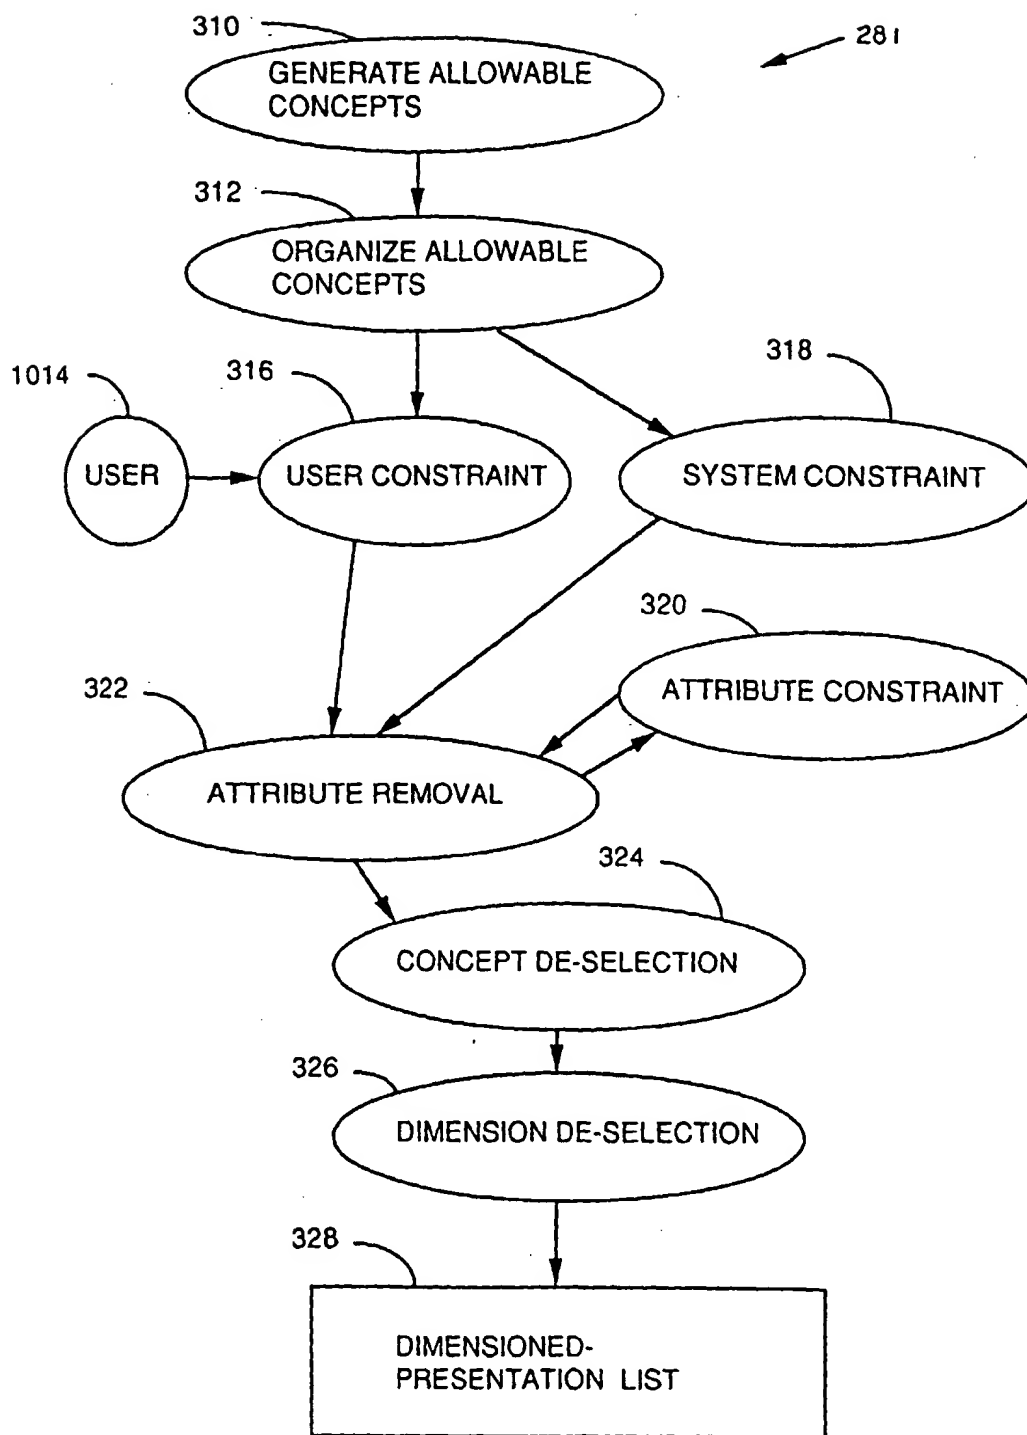 310
281
GENERATE ALLOWABLE
CONCEPTS
312
ORGANIZE ALLOWABLE
CONCEPTS
318
1014
316
USER
USER CONSTRAINT
SYSTEM CONSTRAINT
320
322
ATTRIBUTE CONSTRAINT
ATTRIBUTE REMOVAL
324
CONCEPT DE-SELECTION
326
DIMENSION DE-SELECTION
328
DIMENSIONED-
PRESENTATION LIST